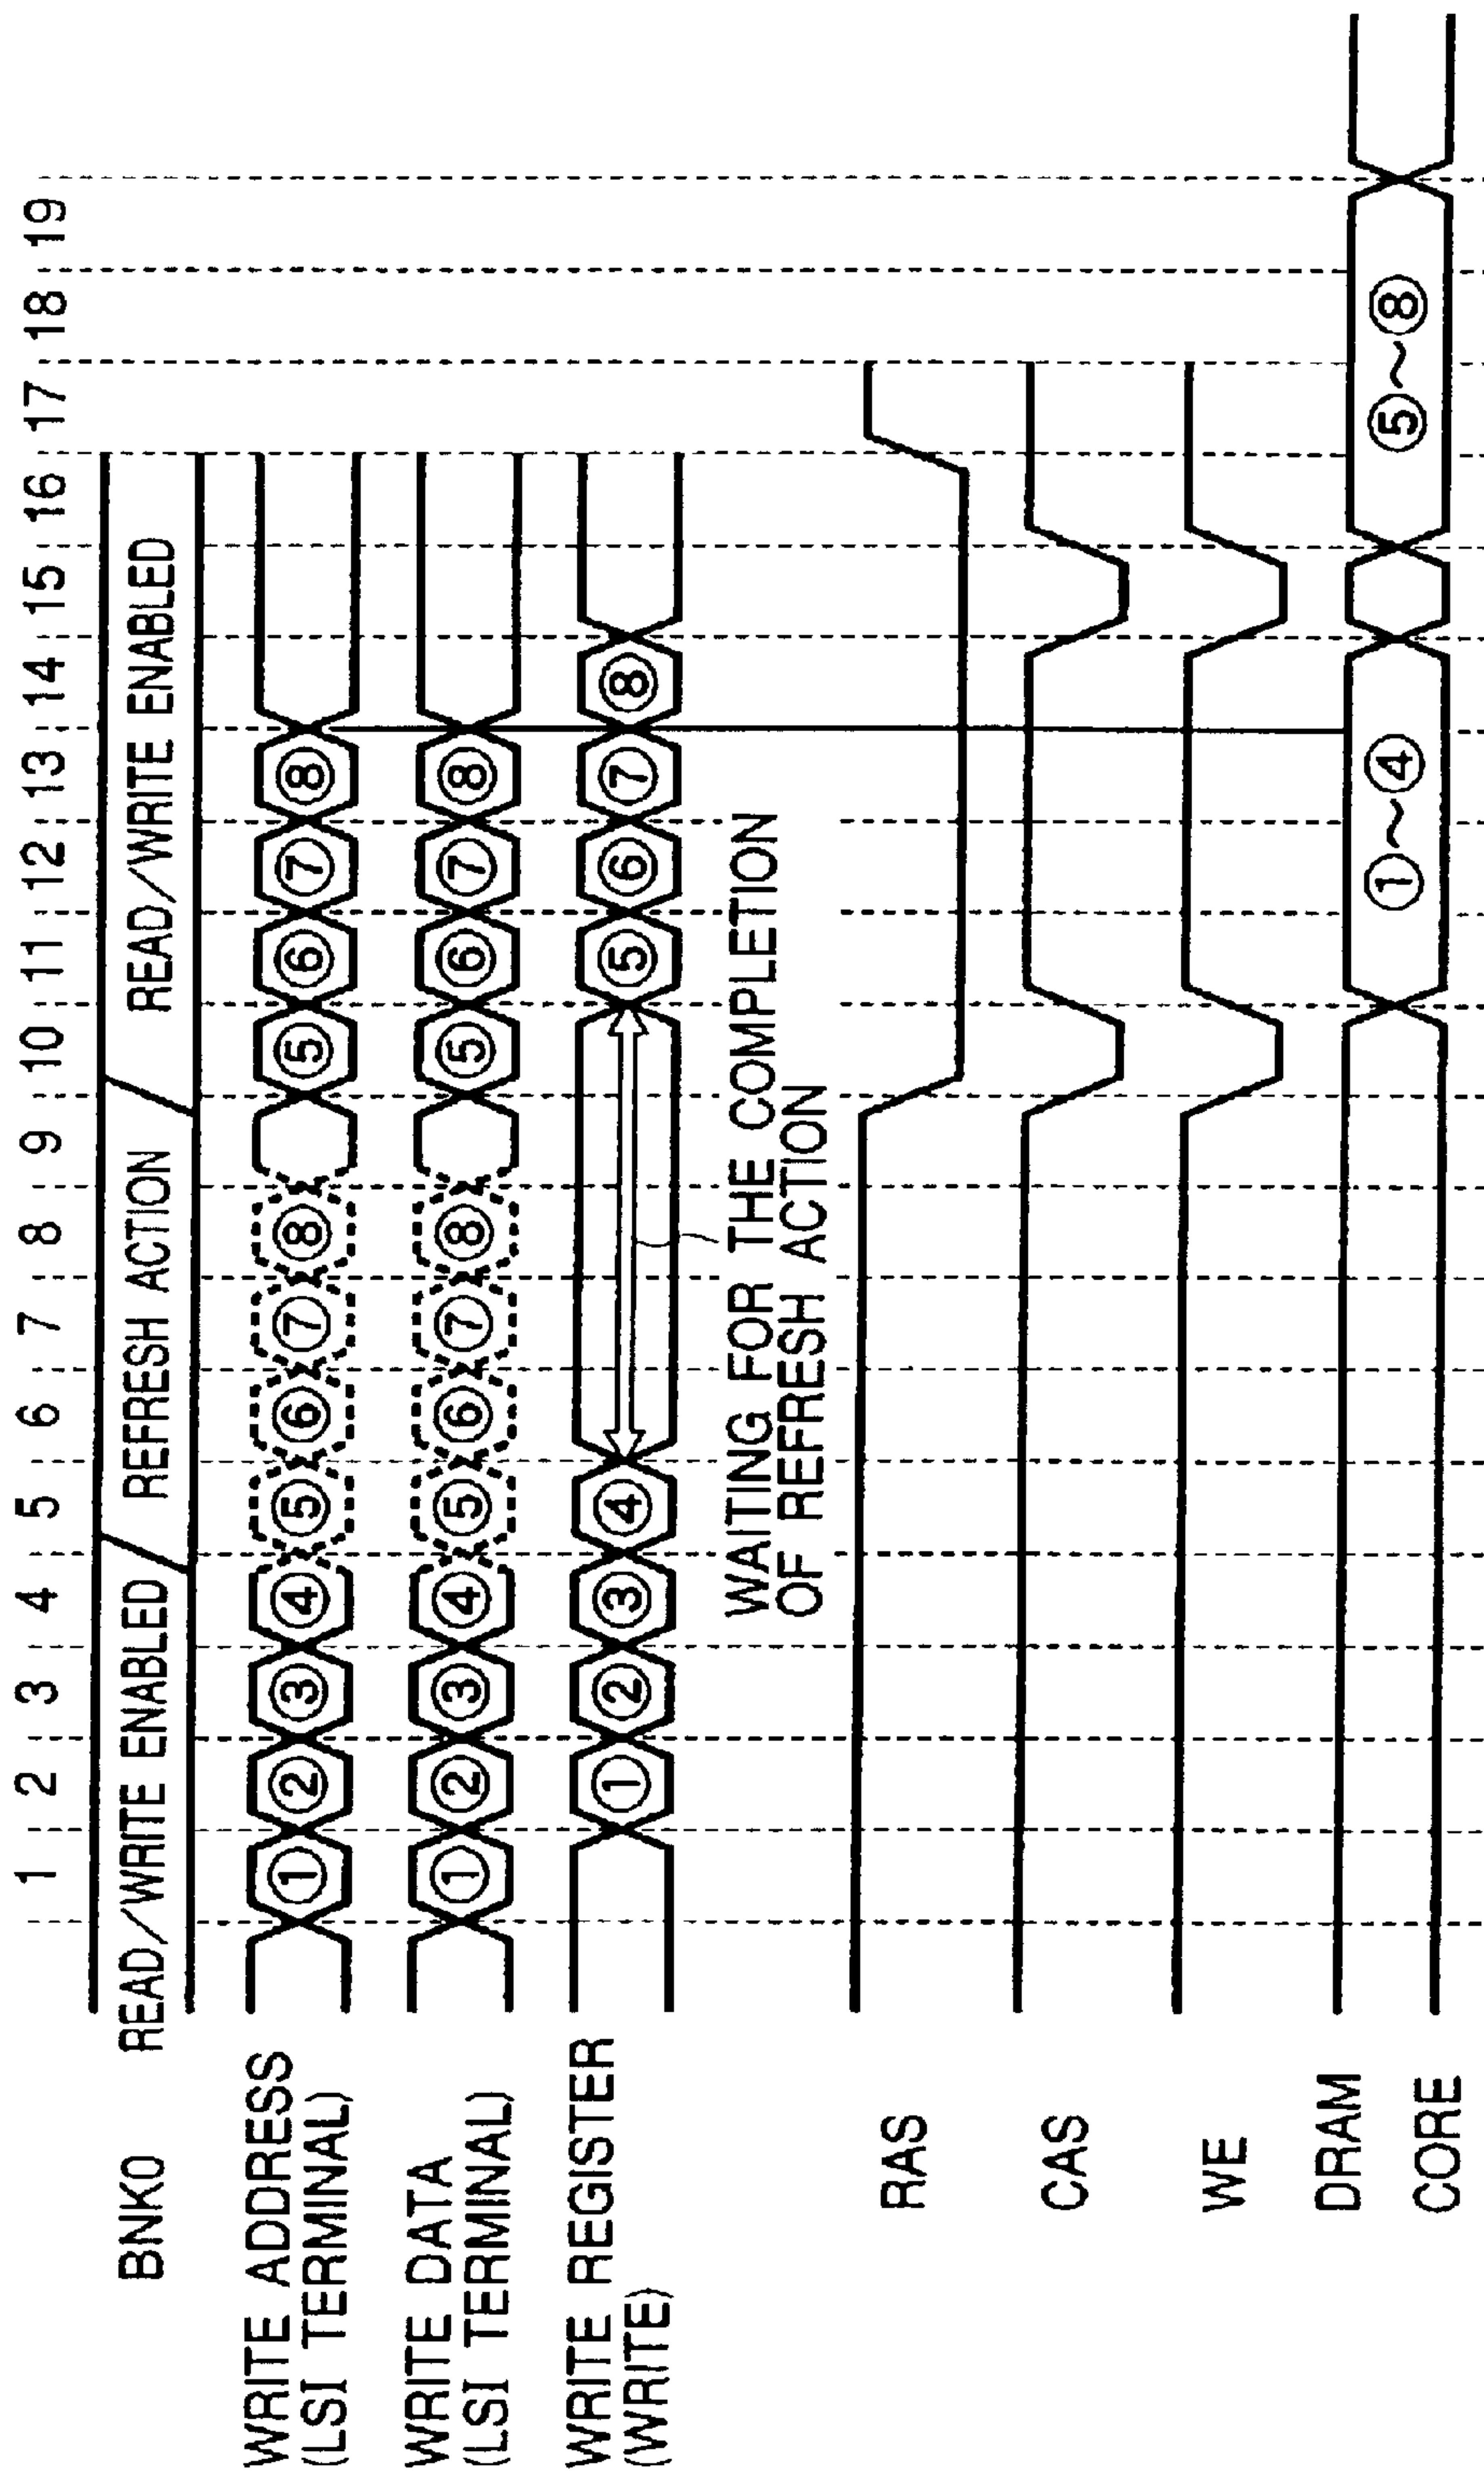 1 2 3 4 5 6 7 8 9 10 11 12 13 14 15 16 17 18 19
BNK0 READ/WRITE ENABLED REFRESH ACTION READ/WRITE ENABLED
WRITE ADDRESS
(LSI TERMINAL)
① ② ③ ④ ⑤ ⑥ ⑦ ⑧ ⑤ ⑥ ⑦ ⑧
WRITE DATA
(LSI TERMINAL)
① ② ③ ④ ⑤ ⑥ ⑦ ⑧ ⑤ ⑥ ⑦ ⑧
WRITE REGISTER
(WRITE)
① ② ③ ④ ⑤ ⑥ ⑦ ⑧
WAITING FOR THE COMPLETION
OF REFRESH ACTION
RAS
CAS
WE
DRAM
CORE
①~④ ⑤~⑧